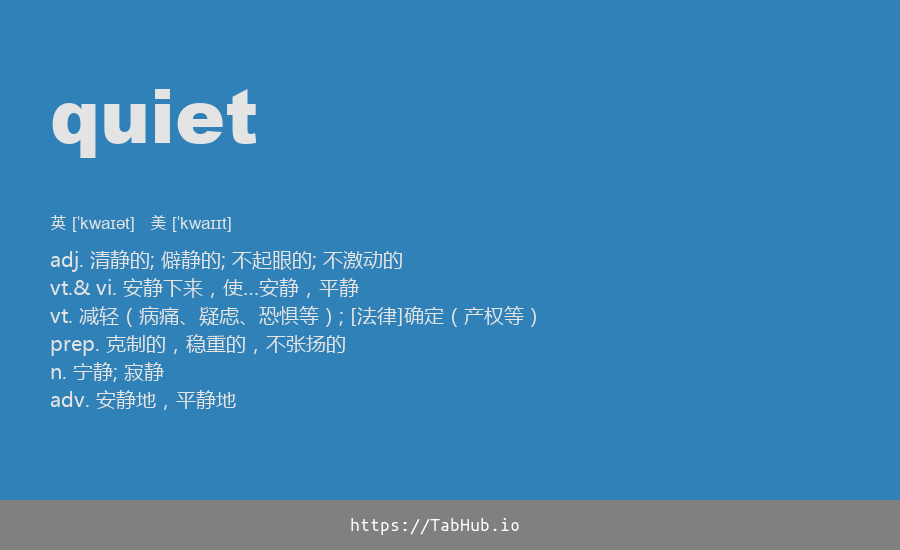 quiet
英 [ˈkwaɪət]   美 [ˈkwaɪɪt]
adj. 清静的; 僻静的; 不起眼的; 不激动的
vt.& vi. 安静下来，使...安静，平静
vt. 减轻（病痛、疑虑、恐惧等）; [法律]确定（产权等）
prep. 克制的，稳重的，不张扬的
n. 宁静; 寂静
adv. 安静地，平静地
https://TabHub.io